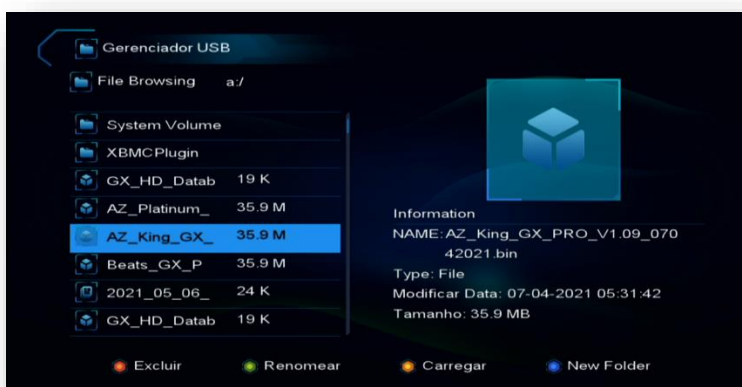 Gerenciador USB
File Browsing a:/
System Volume
XBMCPlugin
GX_HD_Datab 19 K
AZ_Platinum_ 35.9 M
AZ_King_GX_ 35.9 M
Beats_GX_P 35.9 M
2021_05_06_ 24 K
GX_HD_Datab 19 K
Information
NAME: AZ_King_GX_PRO_V1.09_070
42021.bin
Type: File
Modificar Data: 07-04-2021 05:31:42
Tamanho: 35.9 MB
Excluir Renomear Carregar New Folder